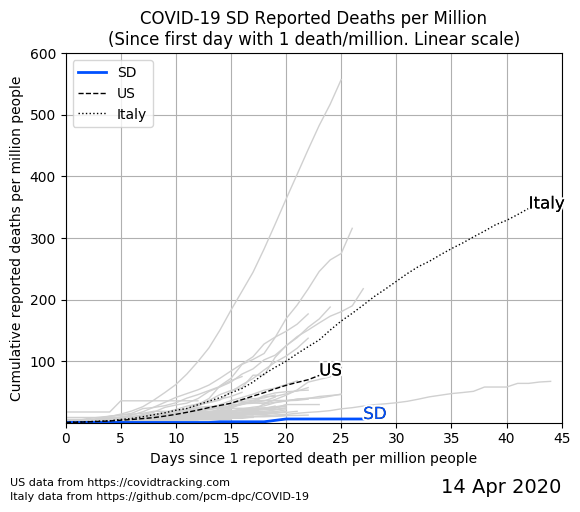 COVID-19 SD Reported Deaths per Million
(Since first day with 1 death/million. Linear scale)
Cumulative reported deaths per million people
600
500
400
300
200
100
SD
US
Italy
Italy
US
SD
0 5 10 15 20 25 30 35 40 45
Days since 1 reported death per million people
US data from https://covidtracking.com
Italy data from https://github.com/pcm-dpc/COVID-19
14 Apr 2020